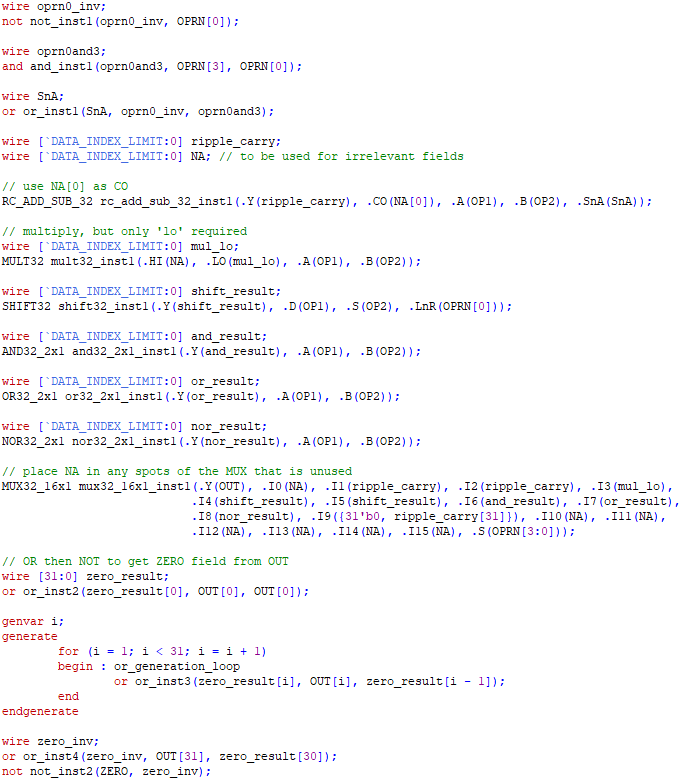 wire oprn0_inv;
not not_inst1(oprn0_inv, OPRN[0]);
wire oprn0and3;
and and_inst1(oprn0and3, OPRN[3], OPRN[0]);
wire SnA;
or or_inst1(SnA, oprn0_inv, oprn0and3);
wire [`DATA_INDEX_LIMIT:0] ripple_carry;
wire [`DATA_INDEX_LIMIT:0] NA; // to be used for irrelevant fields
// use NA[0] as CO
RC_ADD_SUB_32 rc_add_sub_32_inst1(.Y(ripple_carry), .CO(NA[0]), .A(OP1), .B(OP2), .SnA(SnA));
// multiply, but only 'lo' required
wire [`DATA_INDEX_LIMIT:0] mul_lo;
MULT32 mult32_inst1(.HI(NA), .LO(mul_lo), .A(OP1), .B(OP2));
wire [`DATA_INDEX_LIMIT:0] shift_result;
SHIFT32 shift32_inst1(.Y(shift_result), .D(OP1), .S(OP2), .LnR(OPRN[0]));
wire [`DATA_INDEX_LIMIT:0] and_result;
AND32_2x1 and32_2x1_inst1(.Y(and_result), .A(OP1), .B(OP2));
wire [`DATA_INDEX_LIMIT:0] or_result;
OR32_2x1 or32_2x1_inst1(.Y(or_result), .A(OP1), .B(OP2));
wire [`DATA_INDEX_LIMIT:0] nor_result;
NOR32_2x1 nor32_2x1_inst1(.Y(nor_result), .A(OP1), .B(OP2));
// place NA in any spots of the MUX that is unused
MUX32_16x1 mux32_16x1_inst1(.Y(OUT), .I0(NA), .I1(ripple_carry), .I2(ripple_carry), .I3(mul_lo),
.I4(shift_result), .I5(shift_result), .I6(and_result), .I7(or_result),
.I8(nor_result), .I9({31'b0, ripple_carry[31]}), .I10(NA), .I11(NA),
.I12(NA), .I13(NA), .I14(NA), .I15(NA), .S(OPRN[3:0]));
// OR then NOT to get ZERO field from OUT
wire [31:0] zero_result;
or or_inst2(zero_result[0], OUT[0], OUT[0]);
genvar i;
generate
for (i = 1; i < 31; i = i + 1)
begin : or_generation_loop
or or_inst3(zero_result[i], OUT[i], zero_result[i - 1]);
end
endgenerate
wire zero_inv;
or or_inst4(zero_inv, OUT[31], zero_result[30]);
not not_inst2(ZERO, zero_inv);